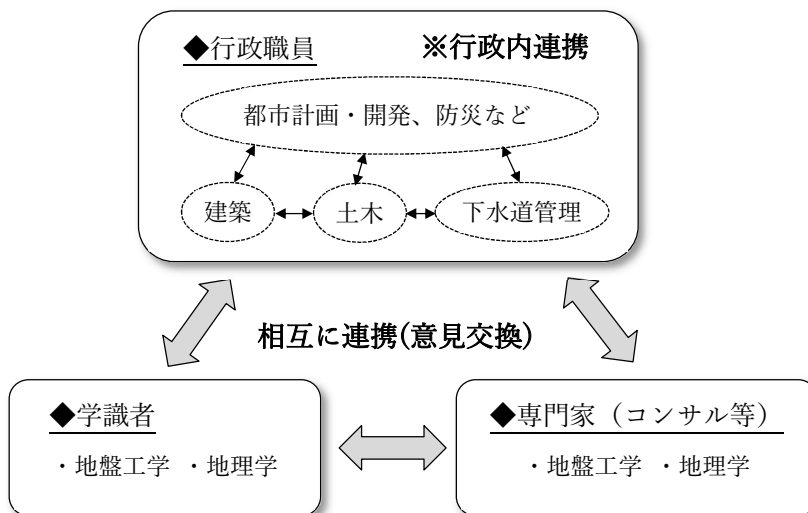 ◆行政職員 ※行政内連携
都市計画・開発、防災など
建築 土木 下水道管理
相互に連携(意見交換)
◆学識者
・地盤工学 ・地理学
◆専門家（コンサル等）
・地盤工学 ・地理学